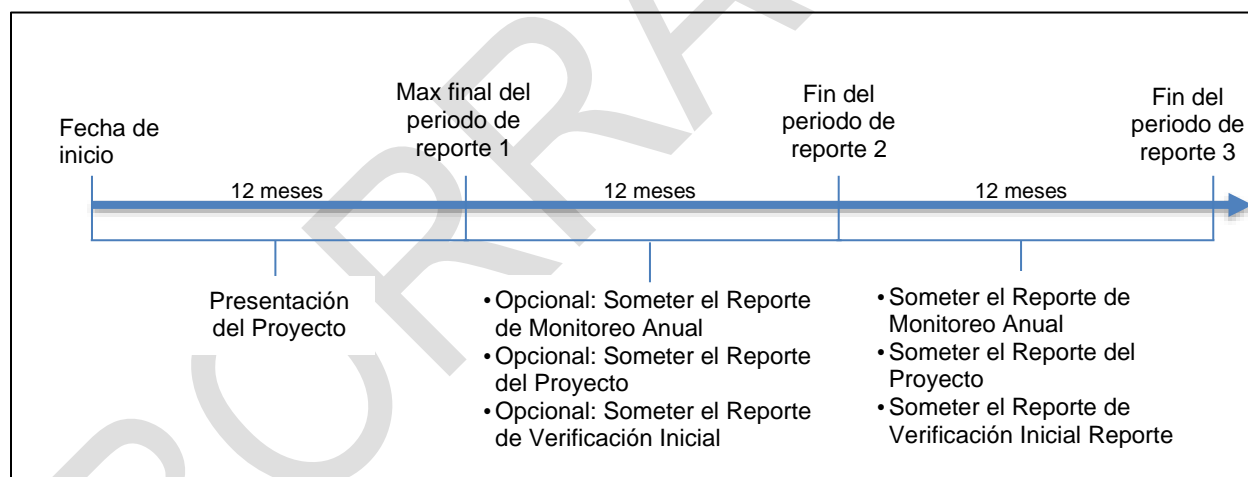 Fecha de
inicio
Max final del
periodo de
reporte 1
Fin del
periodo de
reporte 2
Fin del
periodo de
reporte 3
12 meses
12 meses
12 meses
Presentación
del Proyecto
• Opcional: Someter el Reporte
de Monitoreo Anual
• Opcional: Someter el Reporte
del Proyecto
• Opcional: Someter el Reporte
de Verificación Inicial
• Someter el Reporte de
Monitoreo Anual
• Someter el Reporte del
Proyecto
• Someter el Reporte de
Verificación Inicial Reporte